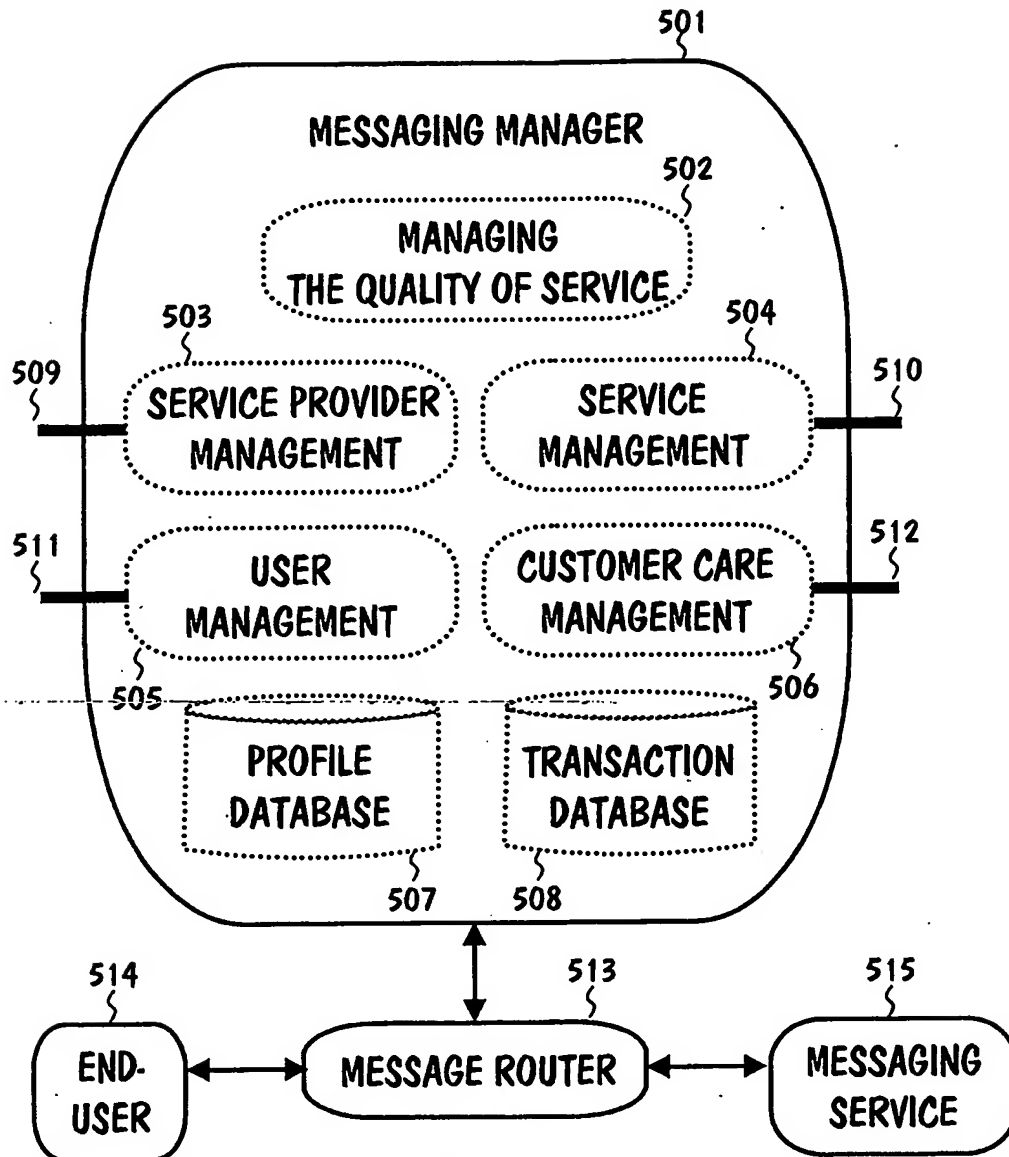 501
MESSAGING MANAGER
502
MANAGING
THE QUALITY OF SERVICE
503
504
509
510
SERVICE PROVIDER
MANAGEMENT
SERVICE
MANAGEMENT
511
512
USER
MANAGEMENT
CUSTOMER CARE
MANAGEMENT
505
506
PROFILE
DATABASE
TRANSACTION
DATABASE
507
508
514
513
515
END-
USER
MESSAGE ROUTER
MESSAGING
SERVICE